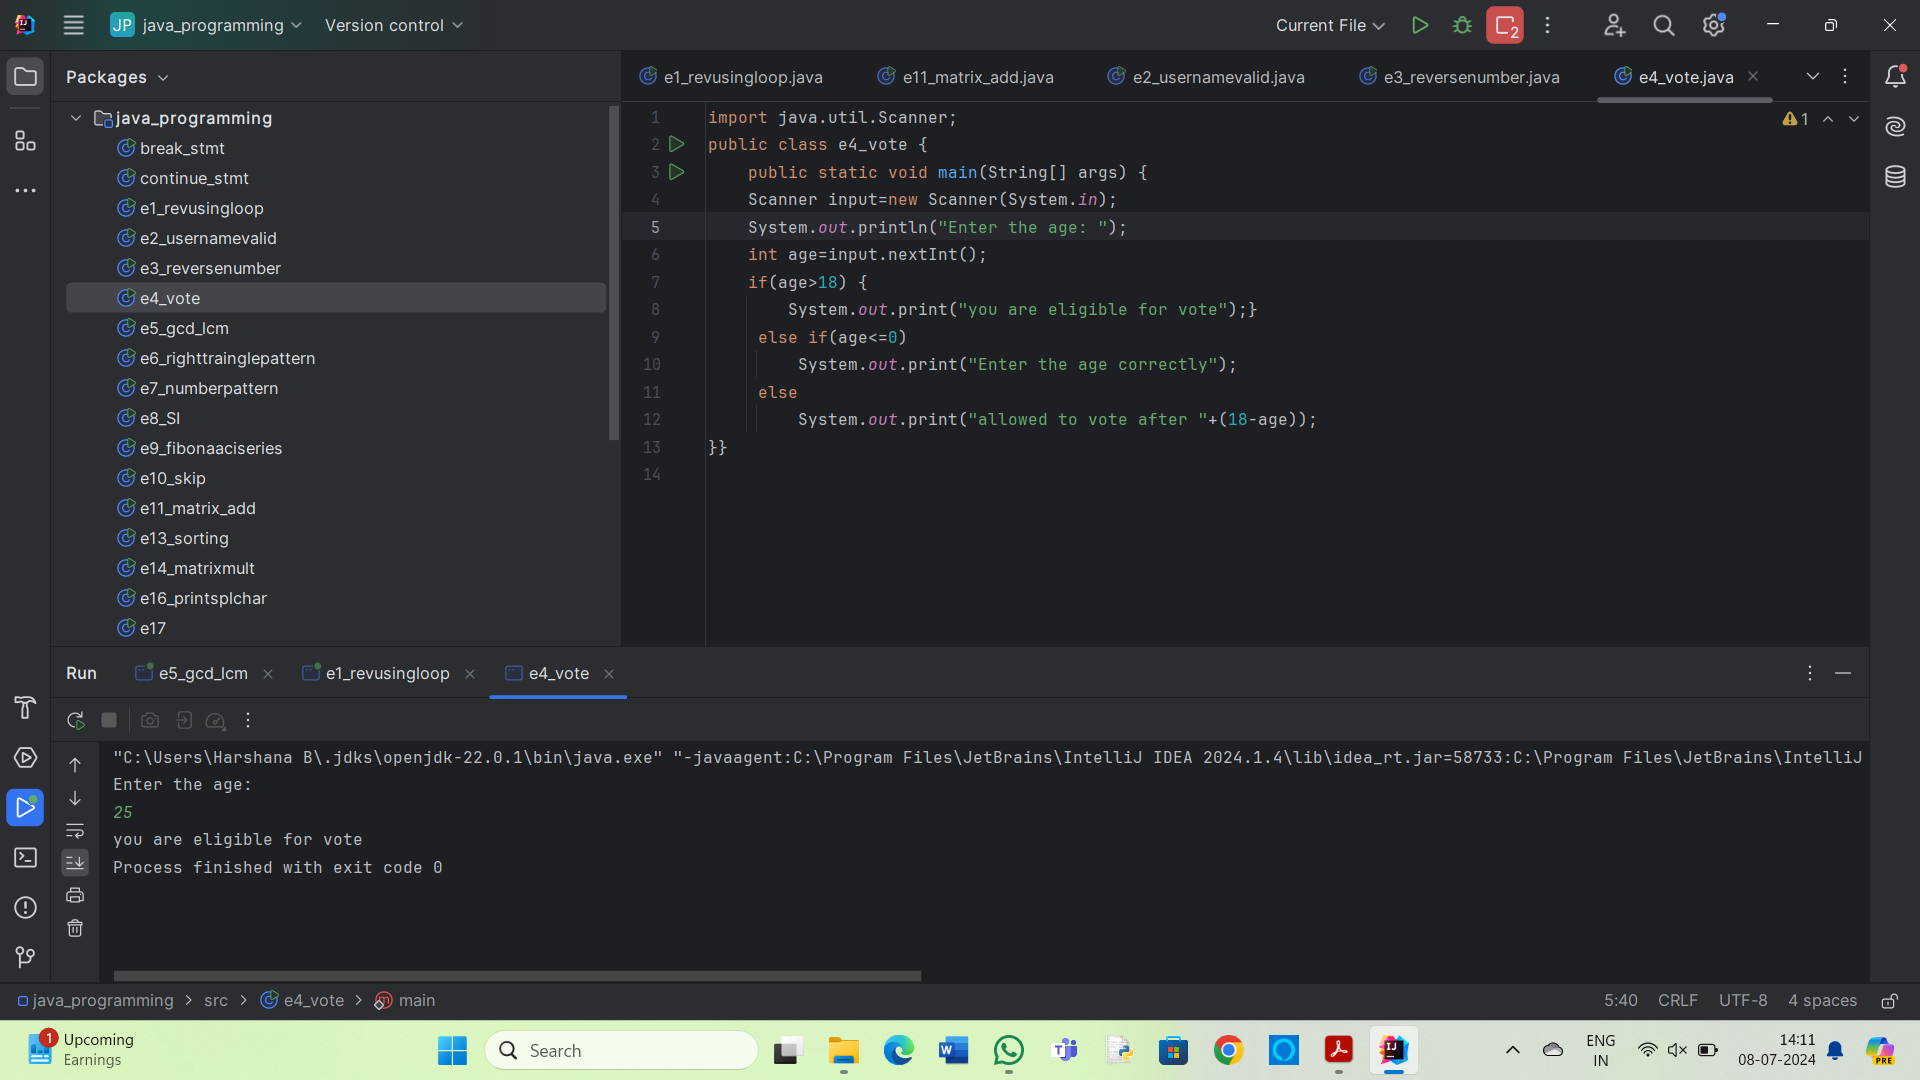 JP java_programming Version control Current File 2
Packages
e1_revusingloop.java e11_matrix_add.java e2_usernamevalid.java e3_reversenumber.java e4_vote.java
java_programming
break_stmt
continue_stmt
e1_revusingloop
e2_usernamevalid
e3_reversenumber
e4_vote
e5_gcd_lcm
e6_righttrainglepattern
e7_numberpattern
e8_SI
e9_fibonaaciseries
e10_skip
e11_matrix_add
e13_sorting
e14_matrixmult
e16_printsplchar
e17
1 import java.util.Scanner;
2 public class e4_vote {
3 public static void main(String[] args) {
4 Scanner input=new Scanner(System.in);
5 System.out.println("Enter the age: ");
6 int age=input.nextInt();
7 if(age>18) {
8 System.out.print("you are eligible for vote");}
9 else if(age<=0)
10 System.out.print("Enter the age correctly");
11 else
12 System.out.print("allowed to vote after "+(18-age));
13 }}
14
1
Run e5_gcd_lcm e1_revusingloop e4_vote
"C:\Users\Harshana B\.jdks\openjdk-22.0.1\bin\java.exe" "-javaagent:C:\Program Files\JetBrains\IntelliJ IDEA 2024.1.4\lib\idea_rt.jar=58733:C:\Program Files\JetBrains\IntelliJ
Enter the age:
25
you are eligible for vote
Process finished with exit code 0
java_programming > src > e4_vote > main 5:40 CRLF UTF-8 4 spaces
1 Upcoming
Earnings
Search
ENG
IN
14:11
08-07-2024
PRE